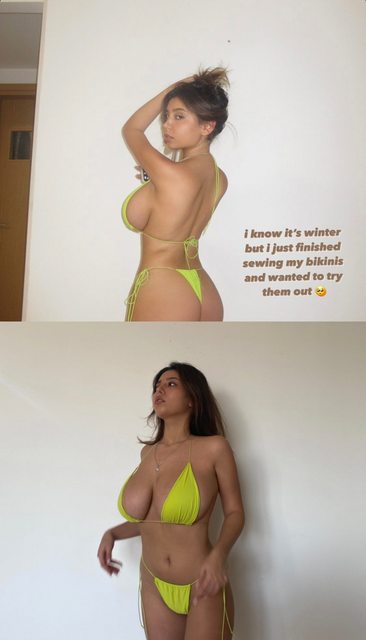 i know it's winter
but i just finished
sewing my bikinis
and wanted to try
them out 🥹